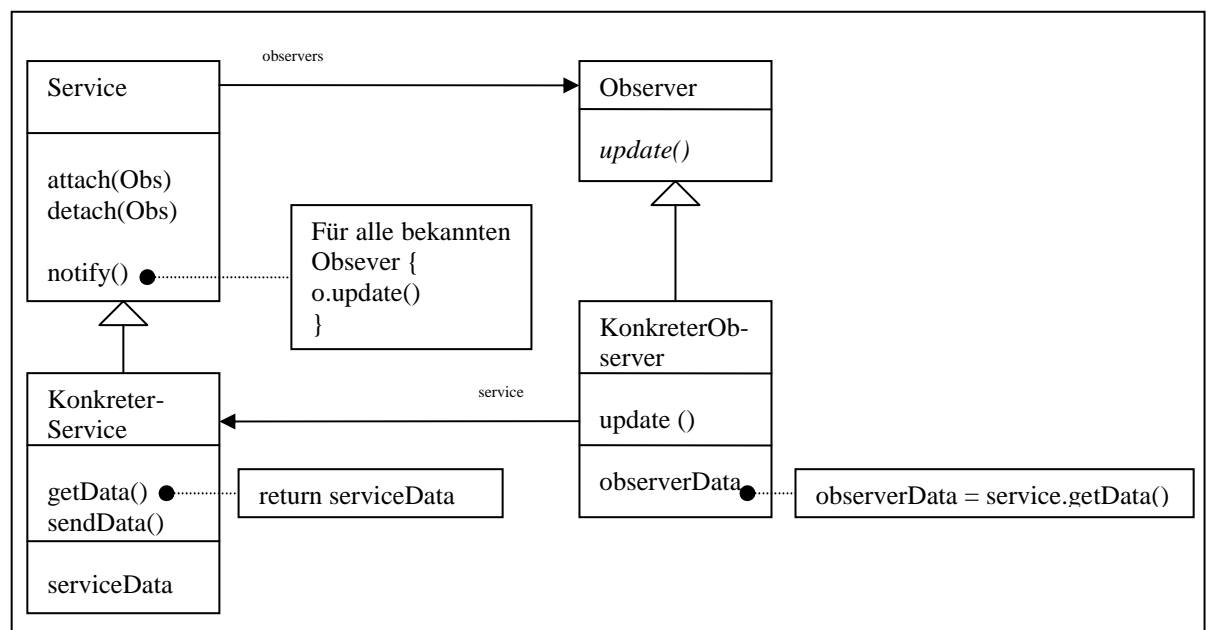 observers
Service
Observer
update()
attach(Obs)
detach(Obs)
notify()
Für alle bekannten
Obsever {
o.update()
}
KonkreterOb-
server
service
Konkreter-
Service
update ()
getData()
sendData()
return serviceData
observerData
observerData = service.getData()
serviceData